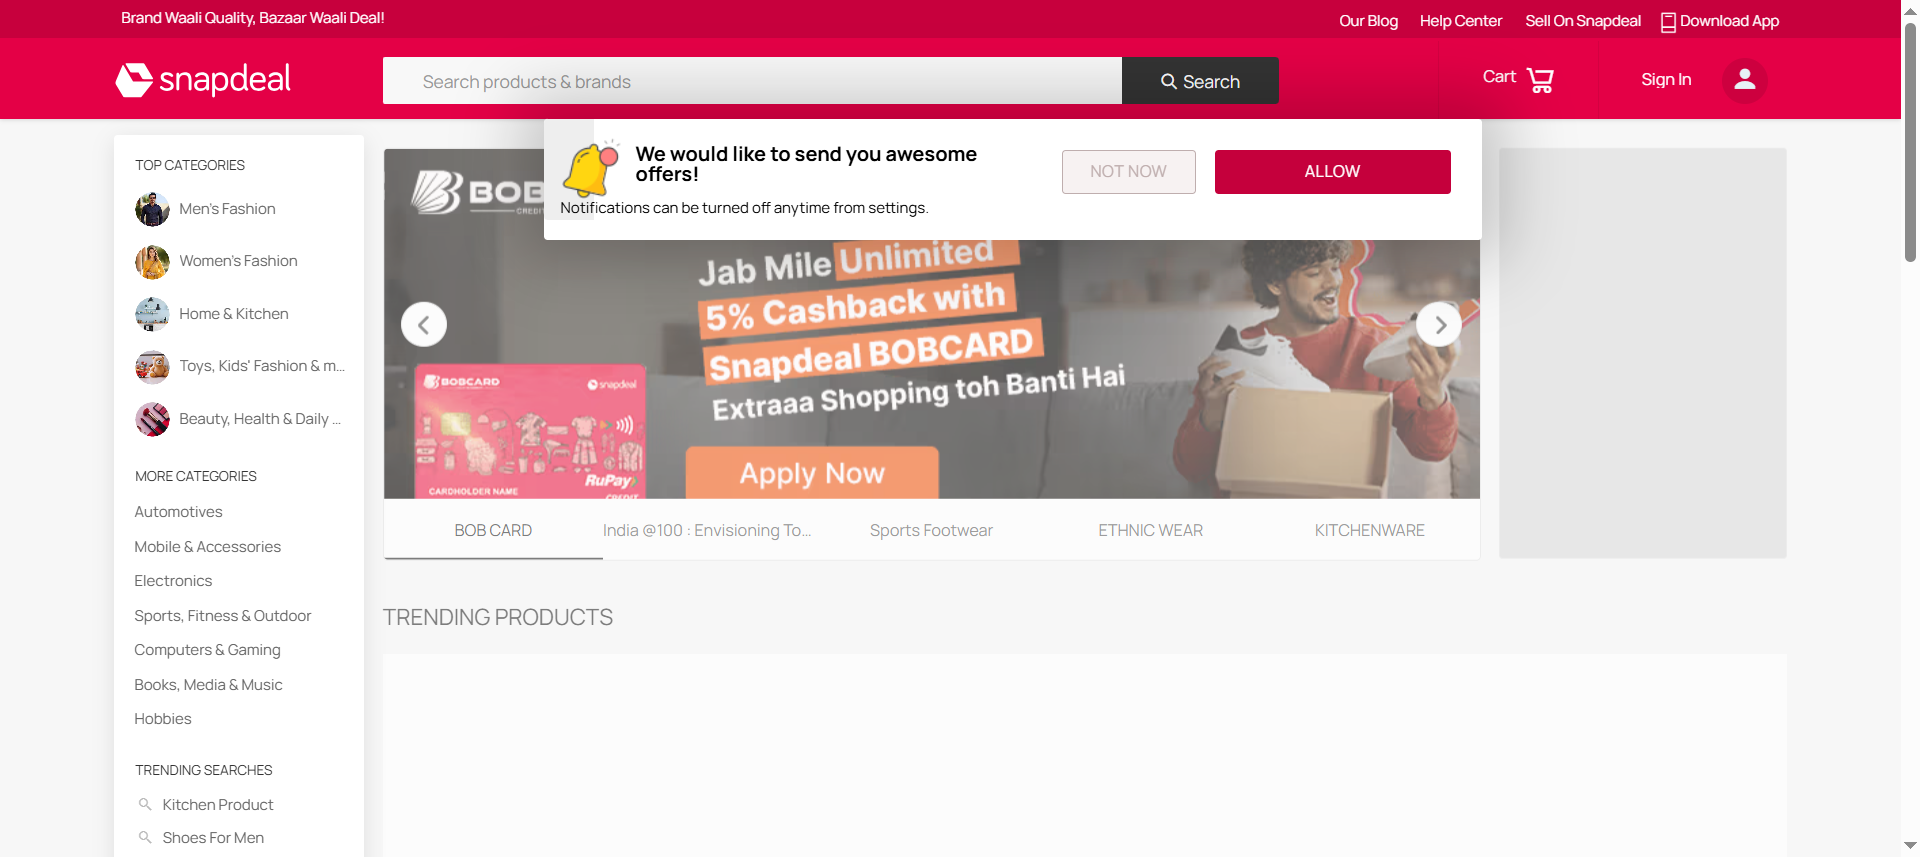 Brand Waali Quality, Bazaar Waali Deal!
Our Blog
Help Center
Sell On Snapdeal
Download App
snapdeal
Search products & brands
Search
Cart
Sign In
We would like to send you awesome
offers!
Notifications can be turned off anytime from settings.
NOT NOW
ALLOW
TOP CATEGORIES
Men's Fashion
Women's Fashion
Home & Kitchen
Toys, Kids' Fashion & m...
Beauty, Health & Daily ...
MORE CATEGORIES
Automotives
Mobile & Accessories
Electronics
Sports, Fitness & Outdoor
Computers & Gaming
Books, Media & Music
Hobbies
TRENDING SEARCHES
Kitchen Product
Shoes For Men
BOB
CREDIT
Jab Mile Unlimited
5% Cashback with
Snapdeal BOBCARD
Extraaa Shopping toh Banti Hai
Apply Now
BOBCARD
snapdeal
RuPay
CREDIT
CARDHOLDER NAME
BOB CARD
India @100 : Envisioning To...
Sports Footwear
ETHNIC WEAR
KITCHENWARE
TRENDING PRODUCTS